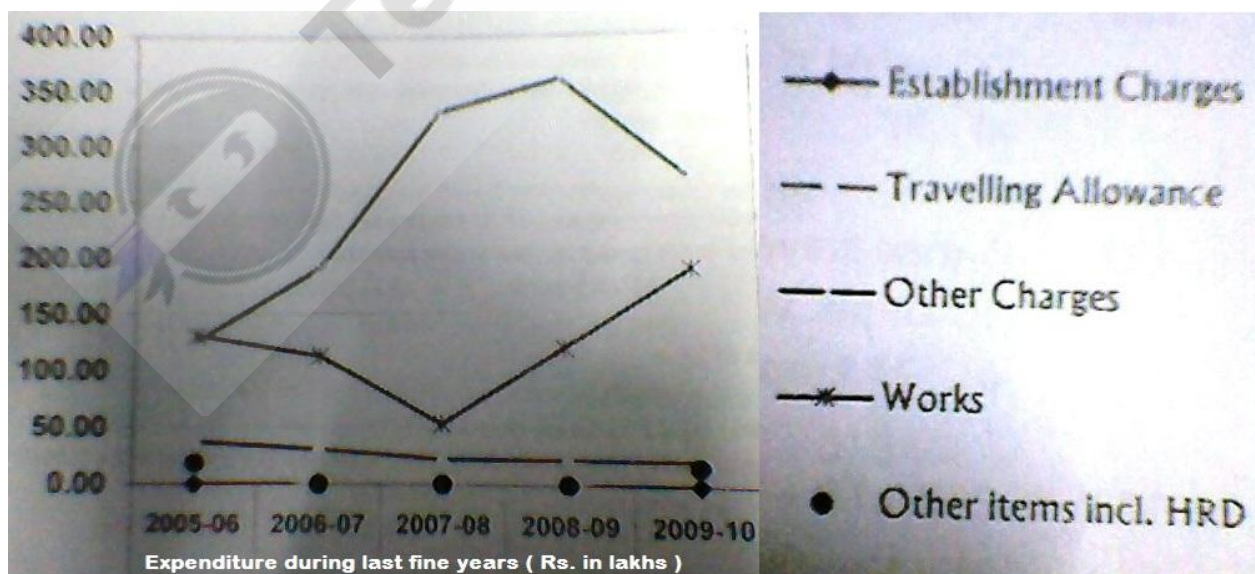 400.00
350.00
300.00
250.00
200.00
150.00
100.00
50.00
0.00
2005-06 2006-07 2007-08 2008-09 2009-10
Expenditure during last fine years ( Rs. in lakhs )
Establishment Charges
Travelling Allowance
Other Charges
Works
Other items incl. HRD